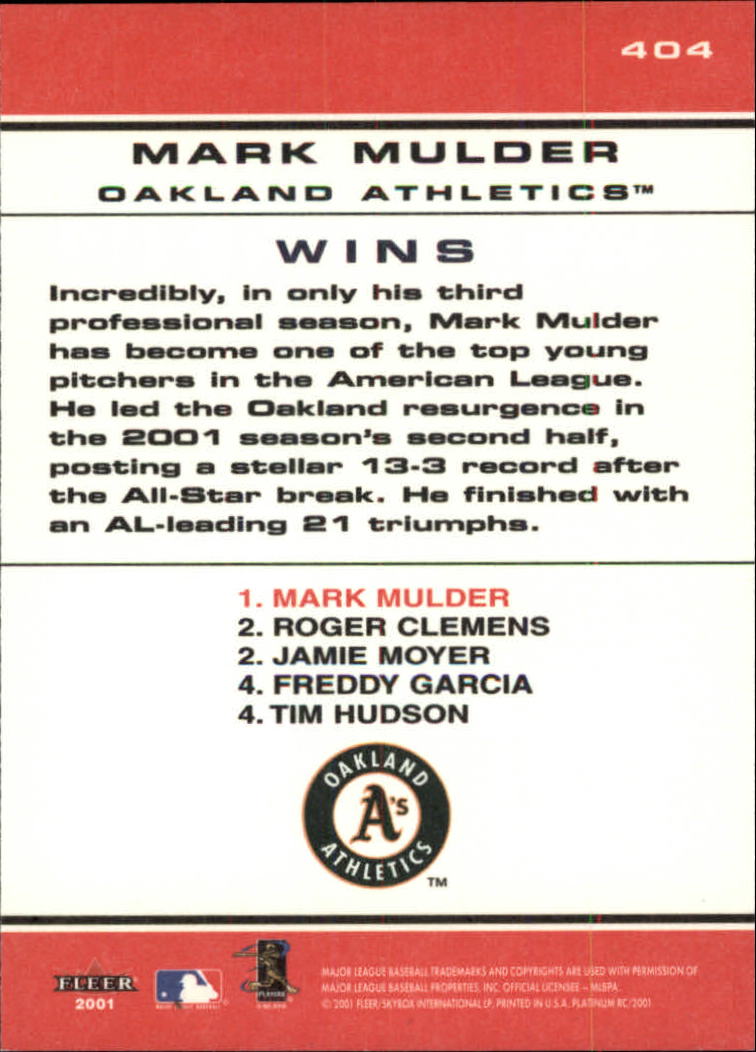 404
MARK MULDER
OAKLAND ATHLETICS™
WINS
Incredibly, in only his third
professional season, Mark Mulder
has become one of the top young
pitchers in the American League.
He led the Oakland resurgence in
the 2001 season's second half,
posting a stellar 13-3 record after
the All-Star break. He finished with
an AL-leading 21 triumphs.
1. MARK MULDER
2. ROGER CLEMENS
2. JAMIE MOYER
4. FREDDY GARCIA
4. TIM HUDSON
OAKLAND
A's
ATHLETICS
TM
FLEER
2001
PLAYERS
MAJOR LEAGUE BASEBALL TRADEMARKS AND COPYRIGHTS ARE USED WITH PERMISSION OF
MAJOR LEAGUE BASEBALL PROPERTIES, INC. OFFICIAL LICENSEE – MLBPA.
© 2001 FLEER/SKYBOX INTERNATIONAL LP. PRINTED IN U.S.A. PLATINUM RC/2001